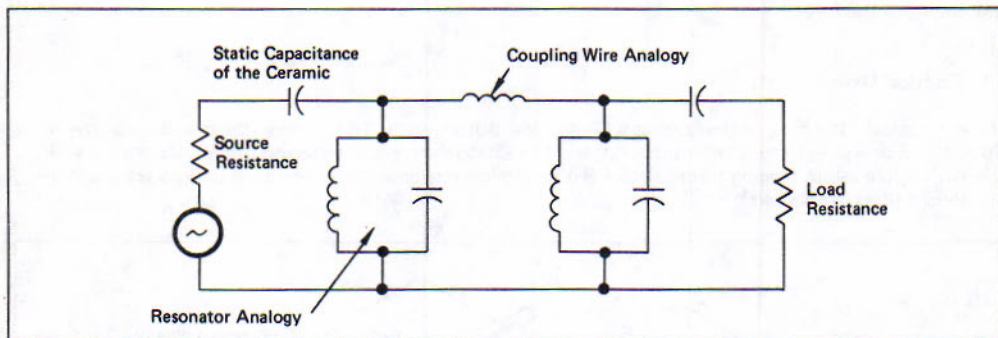 Static Capacitance
of the Ceramic
Coupling Wire Analogy
Source
Resistance
Load
Resistance
~
Resonator Analogy